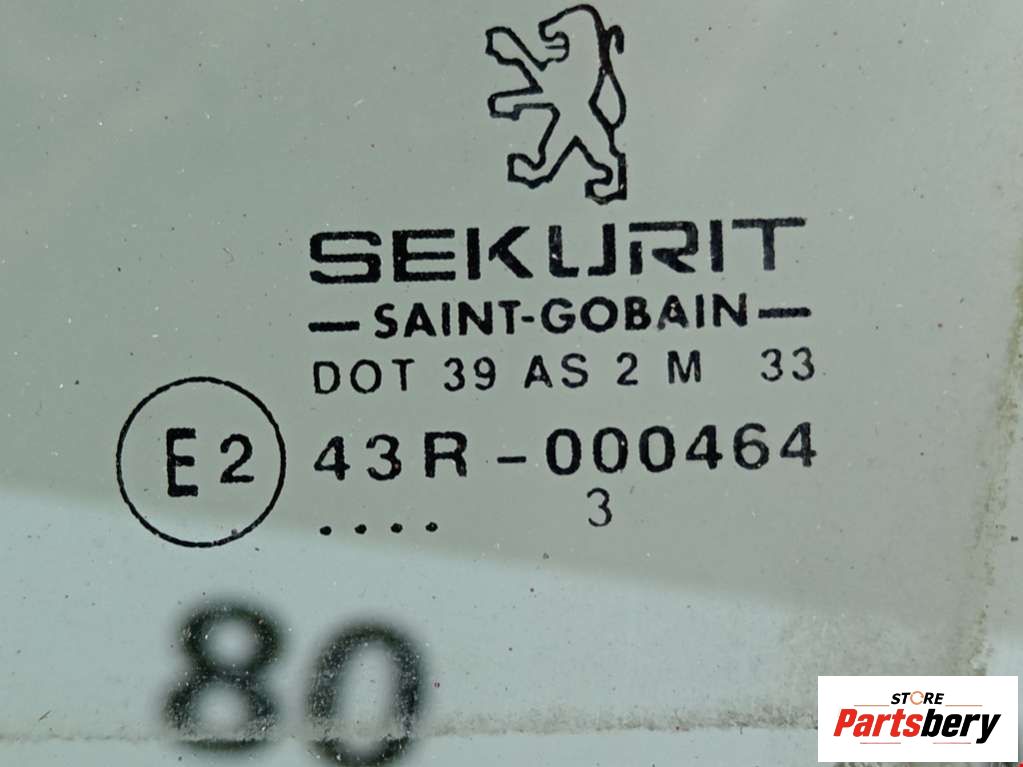 SEKURIT
— SAINT-GOBAIN —
DOT 39 AS 2 M 33
E2 43R - 000464
.... 3
80
STORE
Partsbery